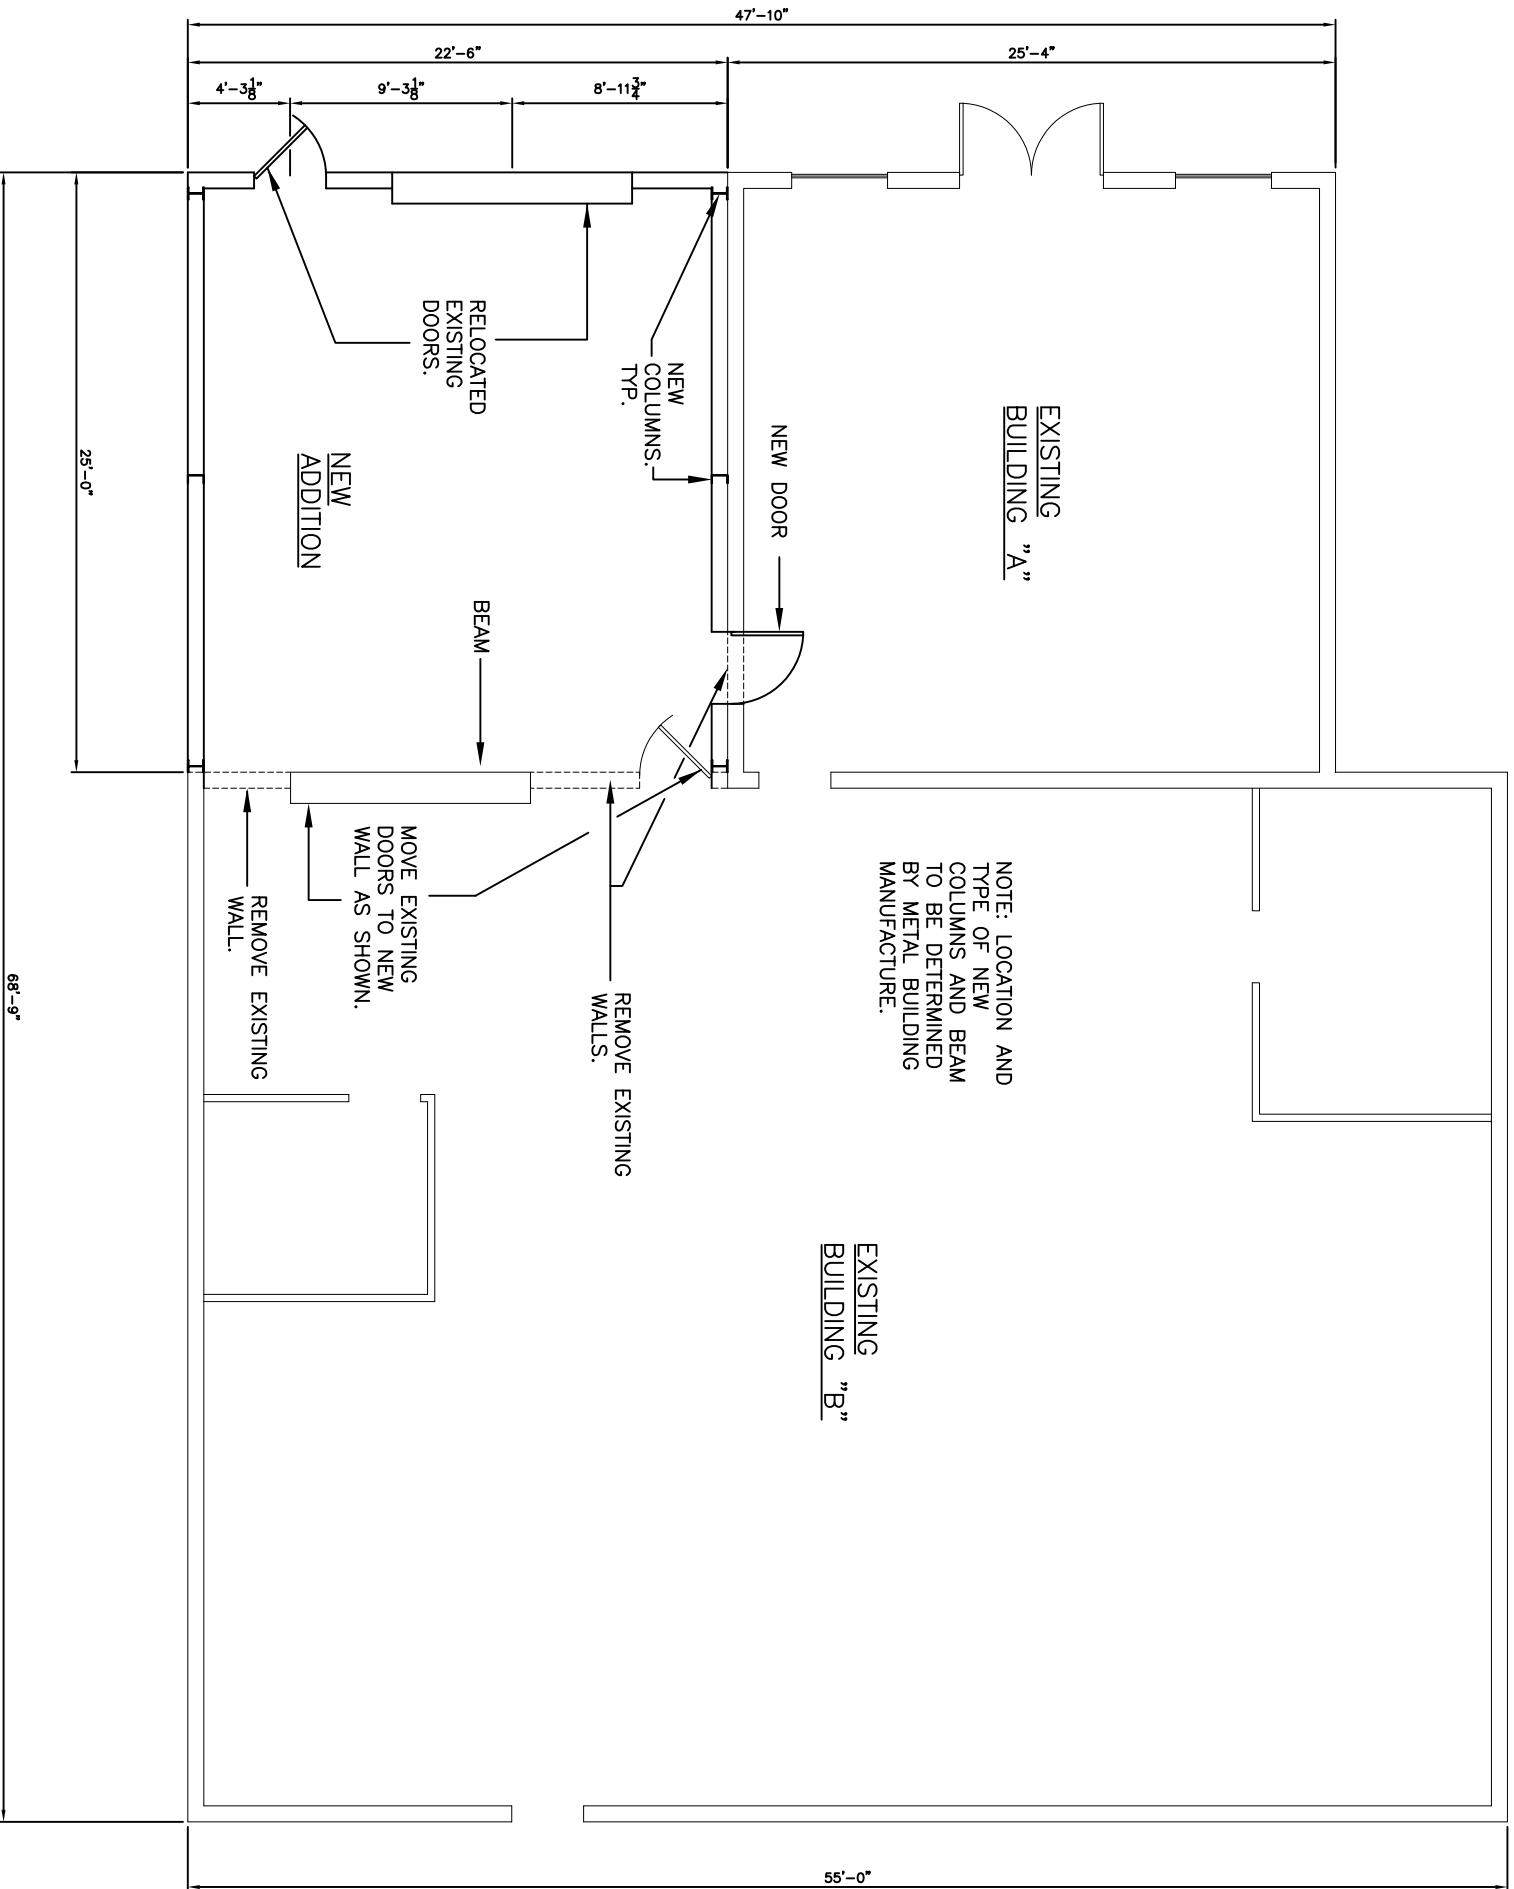 47'-10"
22'-6"
25'-4"
4'-3 1/8"
9'-3 1/8"
8'-11 3/4"
RELOCATED
EXISTING
DOORS.
NEW
COLUMNS.
TYP.
NEW DOOR
EXISTING
BUILDING "A"
NEW
ADDITION
BEAM
25'-0"
NOTE: LOCATION AND
TYPE OF NEW
COLUMNS AND BEAM
TO BE DETERMINED
BY METAL BUILDING
MANUFACTURE.
MOVE EXISTING
DOORS TO NEW
WALL AS SHOWN.
REMOVE EXISTING
WALL.
REMOVE EXISTING
WALLS.
EXISTING
BUILDING "B"
68'-9"
55'-0"